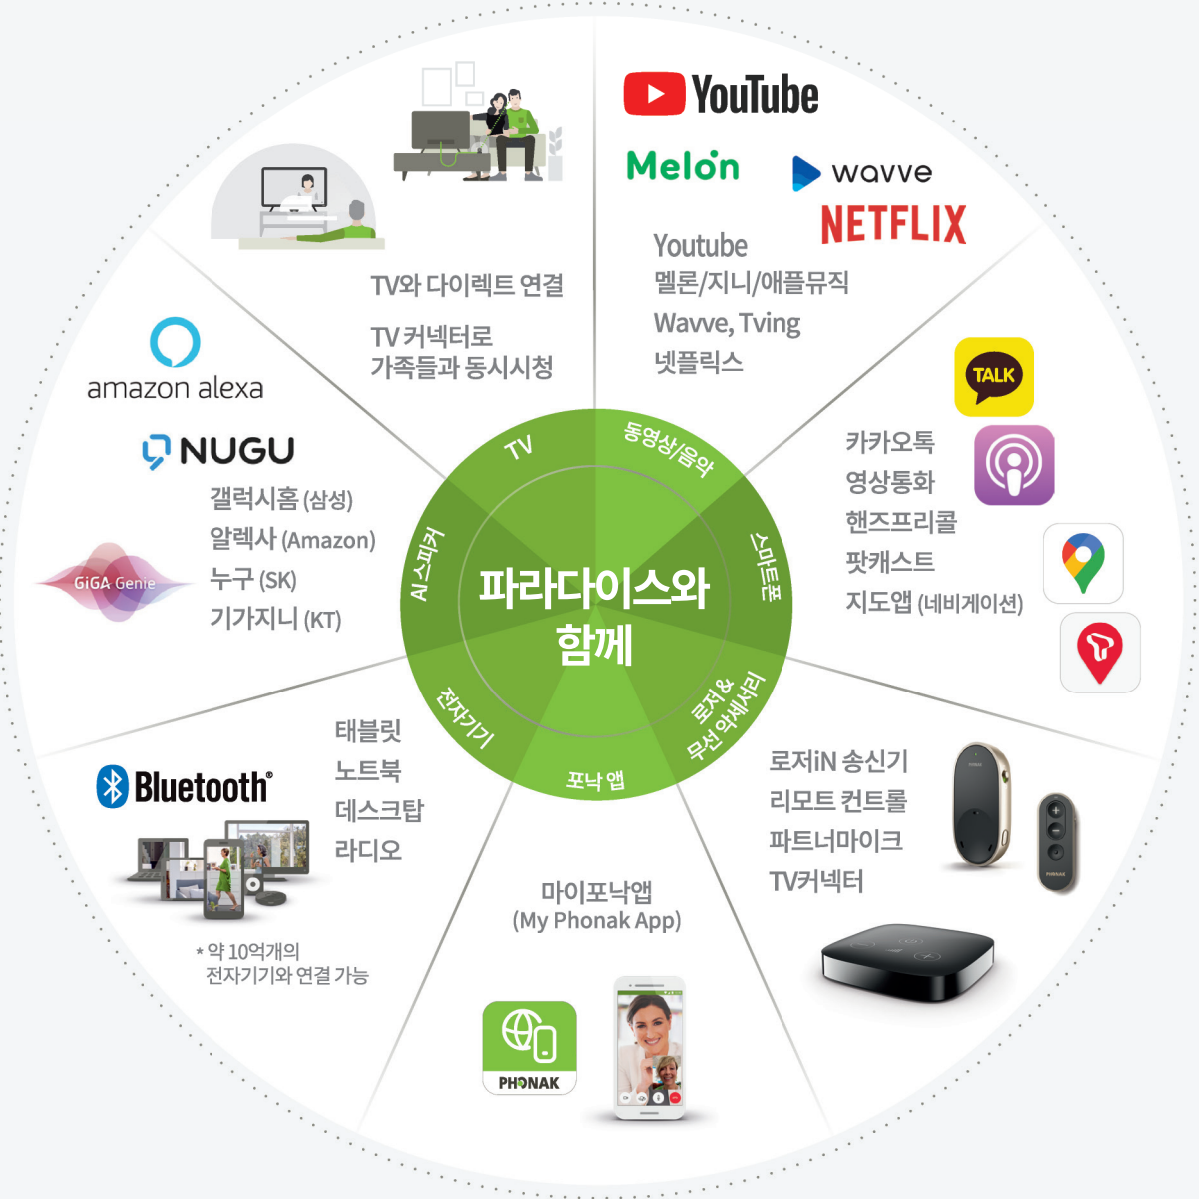 YouTube
Melon
wavve
NETFLIX
Youtube
멜론/지니/애플뮤직
Wavve, Tving
넷플릭스
TALK
카카오톡
영상통화
핸즈프리콜
팟캐스트
지도앱 (네비게이션)
로저iN 송신기
리모트 컨트롤
파트너마이크
TV커넥터
PHONAK
마이포낙앱
(My Phonak App)
PHONAK
Bluetooth®
태블릿
노트북
데스크탑
라디오
* 약 10억개의
전자기기와 연결 가능
amazon alexa
NUGU
GiGA Genie
갤럭시홈 (삼성)
알렉사 (Amazon)
누구 (SK)
기가지니 (KT)
TV와 다이렉트 연결
TV 커넥터로
가족들과 동시시청
TV
동영상/음악
스마트폰
로저 &
무선 악세서리
포낙 앱
전자기기
AI 스피커
파라다이스와
함께